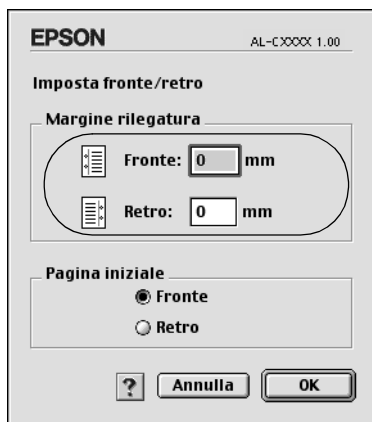 EPSON AL-CXXXX 1.00
Imposta fronte/retro
Margine rilegatura
Fronte: 0 mm
Retro: 0 mm
Pagina iniziale
Fronte
Retro
? Annulla OK